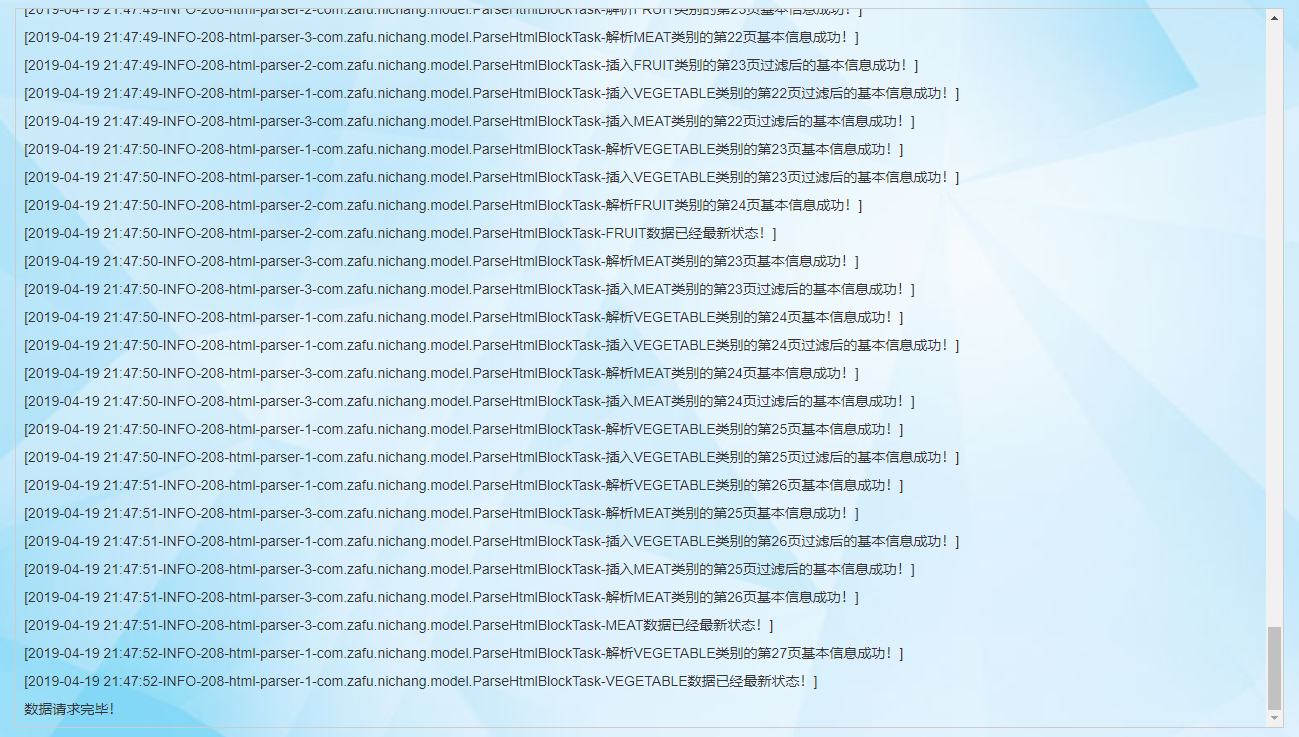 [2019-04-19 21:47:49-INFO-208-html-parser-2-com.zafu.nichang.model.ParseHtmlBlockTask-解析FRUIT类别的第23页基本信息成功！]
[2019-04-19 21:47:49-INFO-208-html-parser-3-com.zafu.nichang.model.ParseHtmlBlockTask-解析MEAT类别的第22页基本信息成功！]
[2019-04-19 21:47:49-INFO-208-html-parser-2-com.zafu.nichang.model.ParseHtmlBlockTask-插入FRUIT类别的第23页过滤后的基本信息成功！]
[2019-04-19 21:47:49-INFO-208-html-parser-1-com.zafu.nichang.model.ParseHtmlBlockTask-插入VEGETABLE类别的第22页过滤后的基本信息成功！]
[2019-04-19 21:47:49-INFO-208-html-parser-3-com.zafu.nichang.model.ParseHtmlBlockTask-插入MEAT类别的第22页过滤后的基本信息成功！]
[2019-04-19 21:47:50-INFO-208-html-parser-1-com.zafu.nichang.model.ParseHtmlBlockTask-解析VEGETABLE类别的第23页基本信息成功！]
[2019-04-19 21:47:50-INFO-208-html-parser-1-com.zafu.nichang.model.ParseHtmlBlockTask-插入VEGETABLE类别的第23页过滤后的基本信息成功！]
[2019-04-19 21:47:50-INFO-208-html-parser-2-com.zafu.nichang.model.ParseHtmlBlockTask-解析FRUIT类别的第24页基本信息成功！]
[2019-04-19 21:47:50-INFO-208-html-parser-2-com.zafu.nichang.model.ParseHtmlBlockTask-FRUIT数据已经最新状态！]
[2019-04-19 21:47:50-INFO-208-html-parser-3-com.zafu.nichang.model.ParseHtmlBlockTask-解析MEAT类别的第23页基本信息成功！]
[2019-04-19 21:47:50-INFO-208-html-parser-3-com.zafu.nichang.model.ParseHtmlBlockTask-插入MEAT类别的第23页过滤后的基本信息成功！]
[2019-04-19 21:47:50-INFO-208-html-parser-1-com.zafu.nichang.model.ParseHtmlBlockTask-解析VEGETABLE类别的第24页基本信息成功！]
[2019-04-19 21:47:50-INFO-208-html-parser-1-com.zafu.nichang.model.ParseHtmlBlockTask-插入VEGETABLE类别的第24页过滤后的基本信息成功！]
[2019-04-19 21:47:50-INFO-208-html-parser-3-com.zafu.nichang.model.ParseHtmlBlockTask-解析MEAT类别的第24页基本信息成功！]
[2019-04-19 21:47:50-INFO-208-html-parser-3-com.zafu.nichang.model.ParseHtmlBlockTask-插入MEAT类别的第24页过滤后的基本信息成功！]
[2019-04-19 21:47:50-INFO-208-html-parser-1-com.zafu.nichang.model.ParseHtmlBlockTask-解析VEGETABLE类别的第25页基本信息成功！]
[2019-04-19 21:47:50-INFO-208-html-parser-1-com.zafu.nichang.model.ParseHtmlBlockTask-插入VEGETABLE类别的第25页过滤后的基本信息成功！]
[2019-04-19 21:47:51-INFO-208-html-parser-1-com.zafu.nichang.model.ParseHtmlBlockTask-解析VEGETABLE类别的第26页基本信息成功！]
[2019-04-19 21:47:51-INFO-208-html-parser-3-com.zafu.nichang.model.ParseHtmlBlockTask-解析MEAT类别的第25页基本信息成功！]
[2019-04-19 21:47:51-INFO-208-html-parser-1-com.zafu.nichang.model.ParseHtmlBlockTask-插入VEGETABLE类别的第26页过滤后的基本信息成功！]
[2019-04-19 21:47:51-INFO-208-html-parser-3-com.zafu.nichang.model.ParseHtmlBlockTask-插入MEAT类别的第25页过滤后的基本信息成功！]
[2019-04-19 21:47:51-INFO-208-html-parser-3-com.zafu.nichang.model.ParseHtmlBlockTask-解析MEAT类别的第26页基本信息成功！]
[2019-04-19 21:47:51-INFO-208-html-parser-3-com.zafu.nichang.model.ParseHtmlBlockTask-MEAT数据已经最新状态！]
[2019-04-19 21:47:52-INFO-208-html-parser-1-com.zafu.nichang.model.ParseHtmlBlockTask-解析VEGETABLE类别的第27页基本信息成功！]
[2019-04-19 21:47:52-INFO-208-html-parser-1-com.zafu.nichang.model.ParseHtmlBlockTask-VEGETABLE数据已经最新状态！]
数据请求完毕！